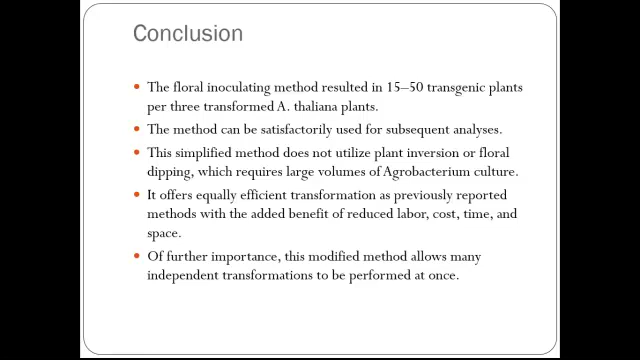 Conclusion
The floral inoculating method resulted in 15–50 transgenic plants
per three transformed A. thaliana plants.
The method can be satisfactorily used for subsequent analyses.
This simplified method does not utilize plant inversion or floral
dipping, which requires large volumes of Agrobacterium culture.
It offers equally efficient transformation as previously reported
methods with the added benefit of reduced labor, cost, time, and
space.
Of further importance, this modified method allows many
independent transformations to be performed at once.